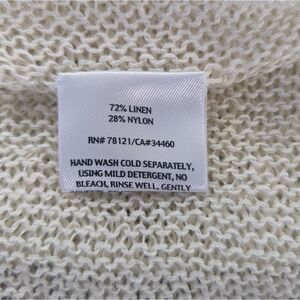 72% LINEN
28% NYLON
RN# 78121/CA#34460
HAND WASH COLD SEPARATELY,
USING MILD DETERGENT, NO
BLEACH, RINSE WELL, GENTLY